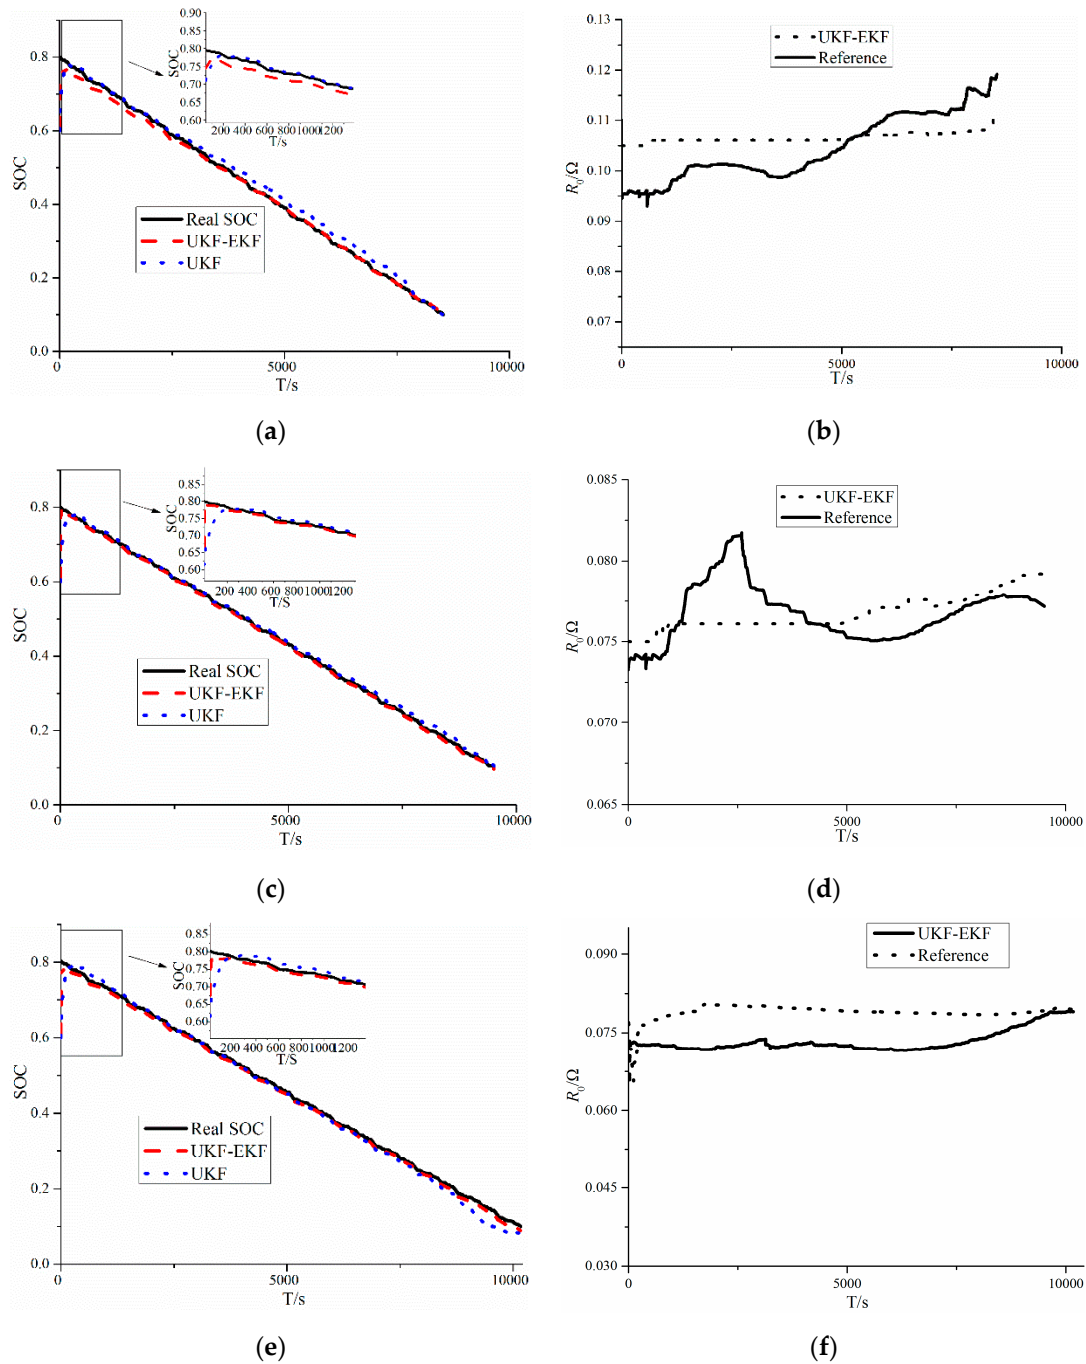 0.90
0.85
0.80
0.75
0.70
0.65
0.60
SOC
200 400 600 800 1000 1200
T/s
0.8
0.6
0.4
0.2
0.0
SOC
Real SOC
UKF-EKF
UKF
0
5000
10000
T/s
(a)
0.13
0.12
0.11
0.10
0.09
0.08
0.07
R0/Ω
UKF-EKF
Reference
0
5000
10000
T/s
(b)
0.85
0.80
0.75
0.70
0.65
0.60
SOC
200 400 600 800 1000 1200
T/S
0.8
0.6
0.4
0.2
0.0
SOC
Real SOC
UKF-EKF
UKF
0
5000
10000
T/s
(c)
0.085
0.080
0.075
0.070
0.065
R0/Ω
UKF-EKF
Reference
0
5000
10000
T/s
(d)
0.85
0.80
0.75
0.70
0.65
0.60
SOC
200 400 600 800 1000 1200
T/S
0.8
0.6
0.4
0.2
0.0
SOC
Real SOC
UKF-EKF
UKF
0
5000
10000
T/s
(e)
0.090
0.075
0.060
0.045
0.030
R0/Ω
UKF-EKF
Reference
0
5000
10000
T/s
(f)